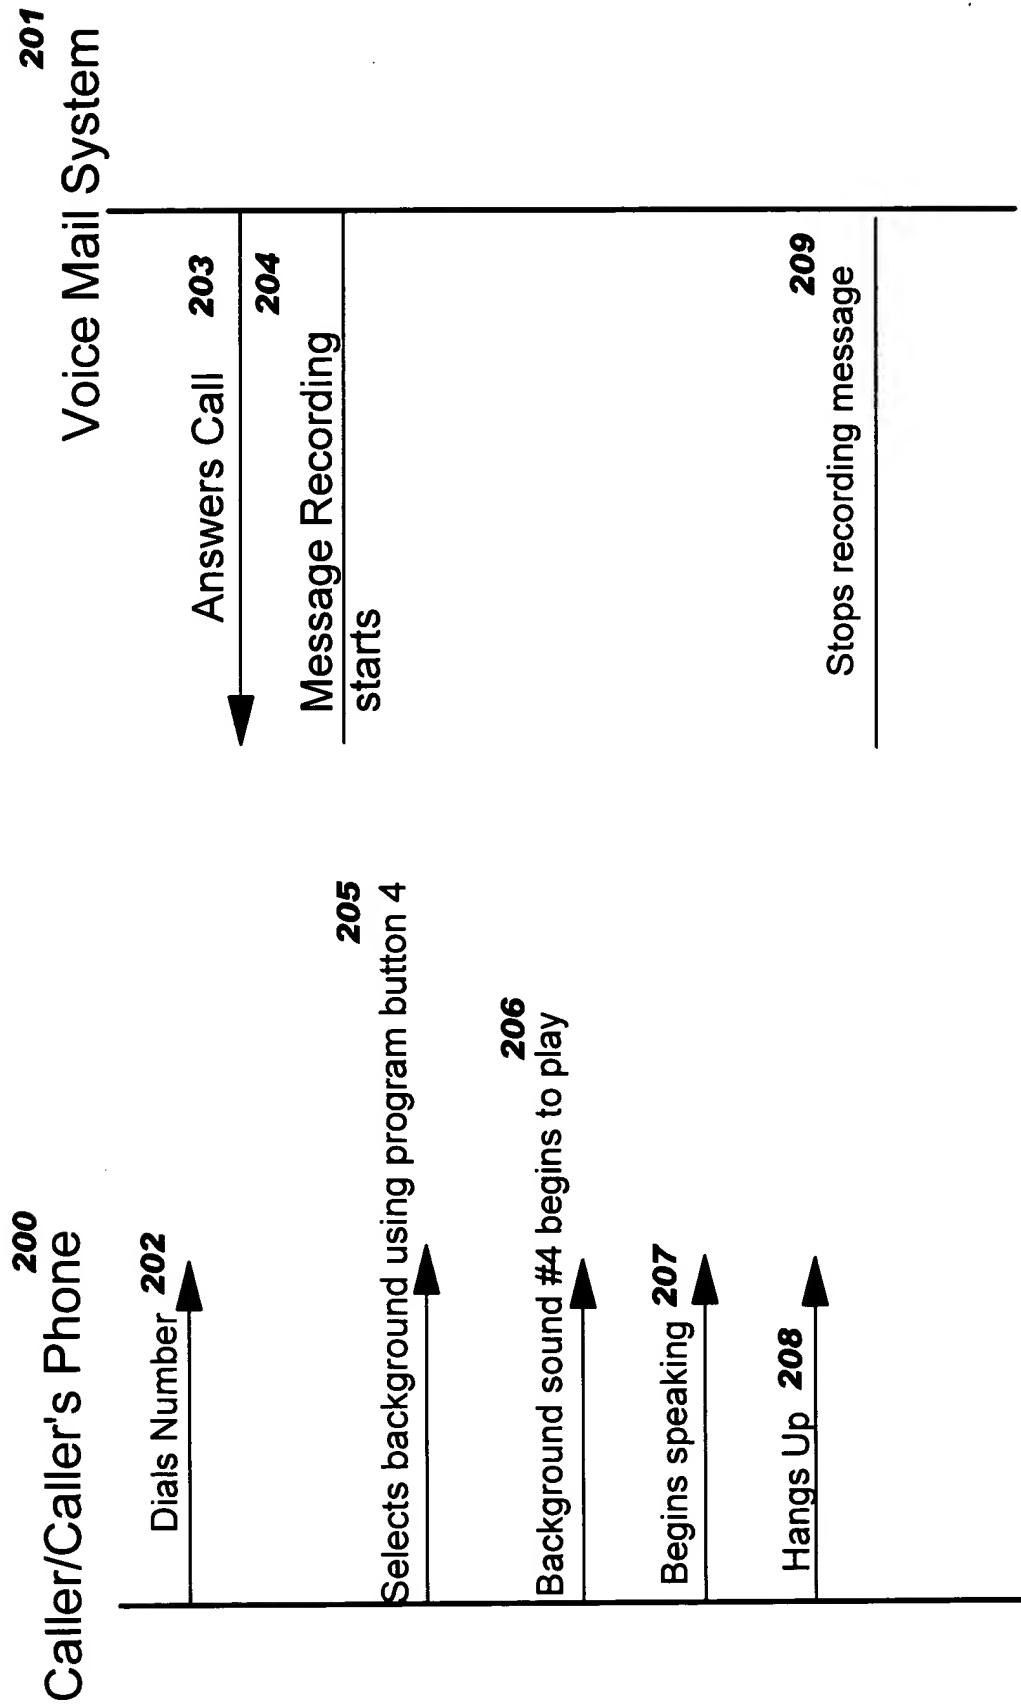 200
Caller/Caller's Phone
201
Voice Mail System
Dials Number 202
Answers Call 203
204
Message Recording
starts
205
Selects background using program button 4
206
Background sound #4 begins to play
Begins speaking 207
Hangs Up 208
209
Stops recording message